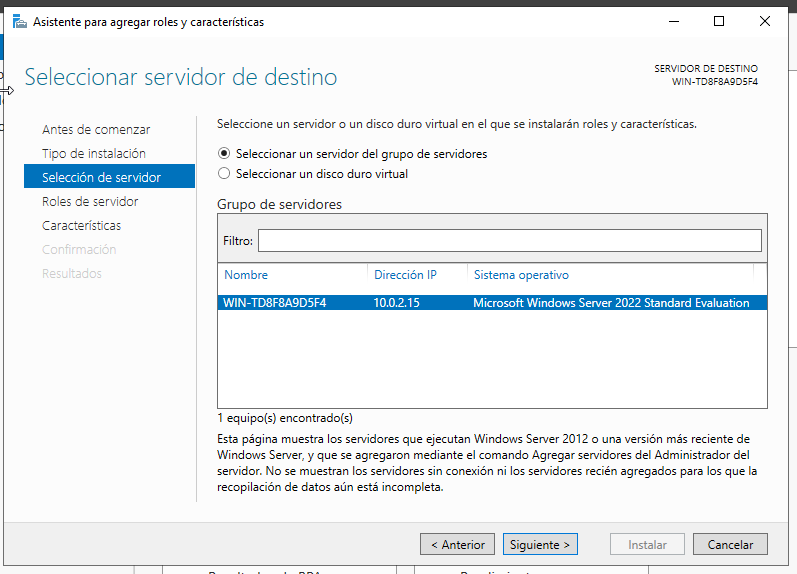 Asistente para agregar roles y características
Seleccionar servidor de destino
SERVIDOR DE DESTINO
WIN-TD8F8A9D5F4
Antes de comenzar
Tipo de instalación
Selección de servidor
Roles de servidor
Características
Confirmación
Resultados
Seleccione un servidor o un disco duro virtual en el que se instalarán roles y características.
Seleccionar un servidor del grupo de servidores
Seleccionar un disco duro virtual
Grupo de servidores
Filtro:
Nombre Dirección IP Sistema operativo
WIN-TD8F8A9D5F4 10.0.2.15 Microsoft Windows Server 2022 Standard Evaluation
1 equipo(s) encontrado(s)
Esta página muestra los servidores que ejecutan Windows Server 2012 o una versión más reciente de
Windows Server, y que se agregaron mediante el comando Agregar servidores del Administrador del
servidor. No se muestran los servidores sin conexión ni los servidores recién agregados para los que la
recopilación de datos aún está incompleta.
< Anterior Siguiente > Instalar Cancelar